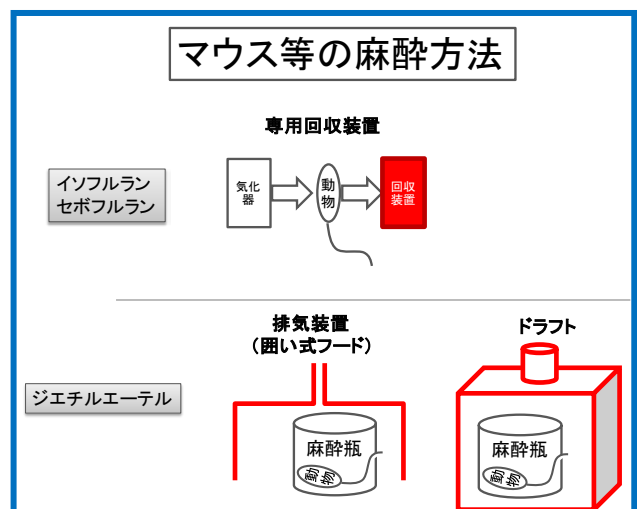 マウス等の麻酔方法
専用回収装置
イソフルラン
セボフルラン
気化
器
動
物
回収
装置
排気装置
（囲い式フード）
ドラフト
ジエチルエーテル
麻酔瓶
動物
麻酔瓶
動物